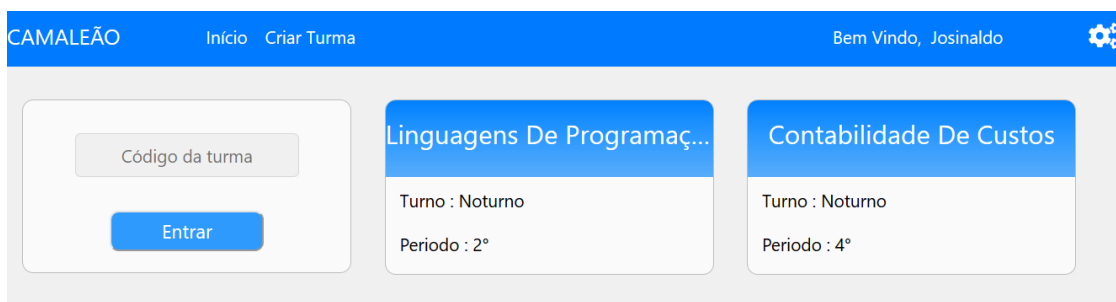 CAMALEÃO Início Criar Turma Bem Vindo, Josinaldo
Código da turma
Entrar
Linguagens De Programaç...
Turno : Noturno
Periodo : 2°
Contabilidade De Custos
Turno : Noturno
Periodo : 4°